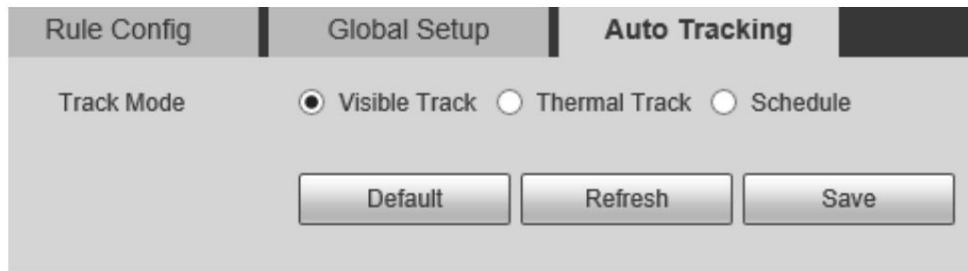 Rule Config Global Setup Auto Tracking
Track Mode Visible Track Thermal Track Schedule
Default Refresh Save